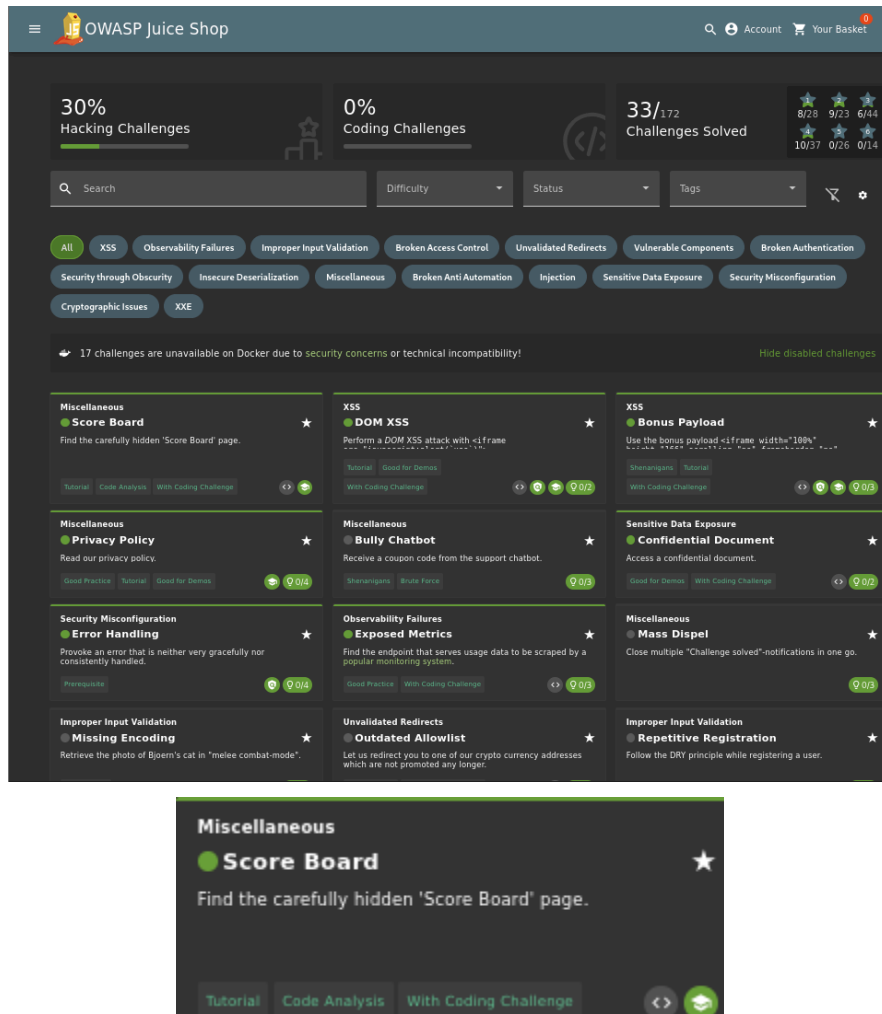 OWASP Juice Shop
Account
Your Basket
0
30%
Hacking Challenges
0%
Coding Challenges
33/172
Challenges Solved
8/28 9/23 6/44
10/37 0/26 0/14
Search
Difficulty
Status
Tags
All
XSS
Observability Failures
Improper Input Validation
Broken Access Control
Unvalidated Redirects
Vulnerable Components
Broken Authentication
Security through Obscurity
Insecure Deserialization
Miscellaneous
Broken Anti Automation
Injection
Sensitive Data Exposure
Security Misconfiguration
Cryptographic Issues
XXE
17 challenges are unavailable on Docker due to security concerns or technical incompatibility!
Hide disabled challenges
Miscellaneous
Score Board
Find the carefully hidden 'Score Board' page.
Tutorial Code Analysis With Coding Challenge
XSS
DOM XSS
Perform a DOM XSS attack with <iframe
Tutorial Good for Demos
With Coding Challenge
0/2
XSS
Bonus Payload
Use the bonus payload <iframe width="100%"
Shenanigans Tutorial
With Coding Challenge
0/3
Miscellaneous
Privacy Policy
Read our privacy policy.
Good Practice Tutorial Good for Demos
0/4
Miscellaneous
Bully Chatbot
Receive a coupon code from the support chatbot.
Shenanigans Brute Force
0/3
Sensitive Data Exposure
Confidential Document
Access a confidential document.
Good for Demos With Coding Challenge
0/2
Security Misconfiguration
Error Handling
Provoke an error that is neither very gracefully nor
consistently handled.
Prerequisite
0/4
Observability Failures
Exposed Metrics
Find the endpoint that serves usage data to be scraped by a
popular monitoring system.
Good Practice With Coding Challenge
0/3
Miscellaneous
Mass Dispel
Close multiple "Challenge solved"-notifications in one go.
0/3
Improper Input Validation
Missing Encoding
Retrieve the photo of Bjoern's cat in "melee combat-mode".
Unvalidated Redirects
Outdated Allowlist
Let us redirect you to one of our crypto currency addresses
which are not promoted any longer.
Improper Input Validation
Repetitive Registration
Follow the DRY principle while registering a user.
Miscellaneous
Score Board
Find the carefully hidden 'Score Board' page.
Tutorial Code Analysis With Coding Challenge